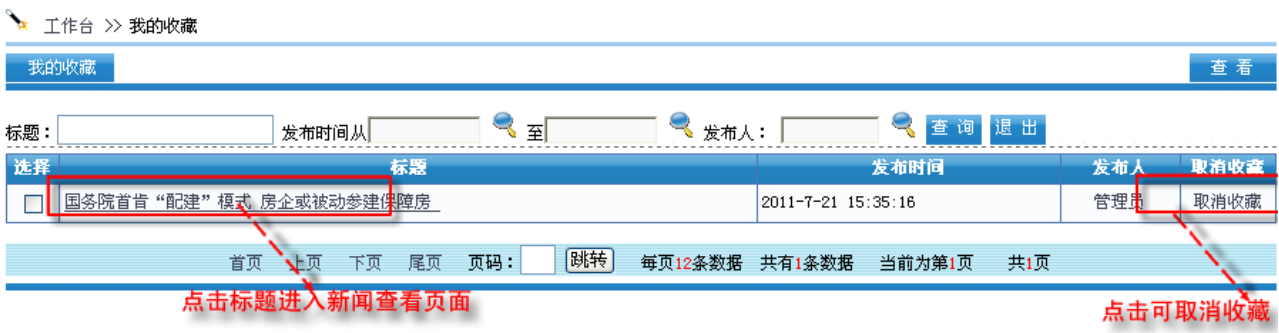 工作台 >> 我的收藏
我的收藏 查 看
标题： 发布时间从 至 发布人： 查 询 退 出
选择 标题 发布时间 发布人 取消收藏
国务院首肯“配建”模式 房企或被动参建保障房 2011-7-21 15:35:16 管理员 取消收藏
首页 上页 下页 尾页 页码： 跳转 每页12条数据 共有1条数据 当前为第1页 共1页
点击标题进入新闻查看页面
点击可取消收藏